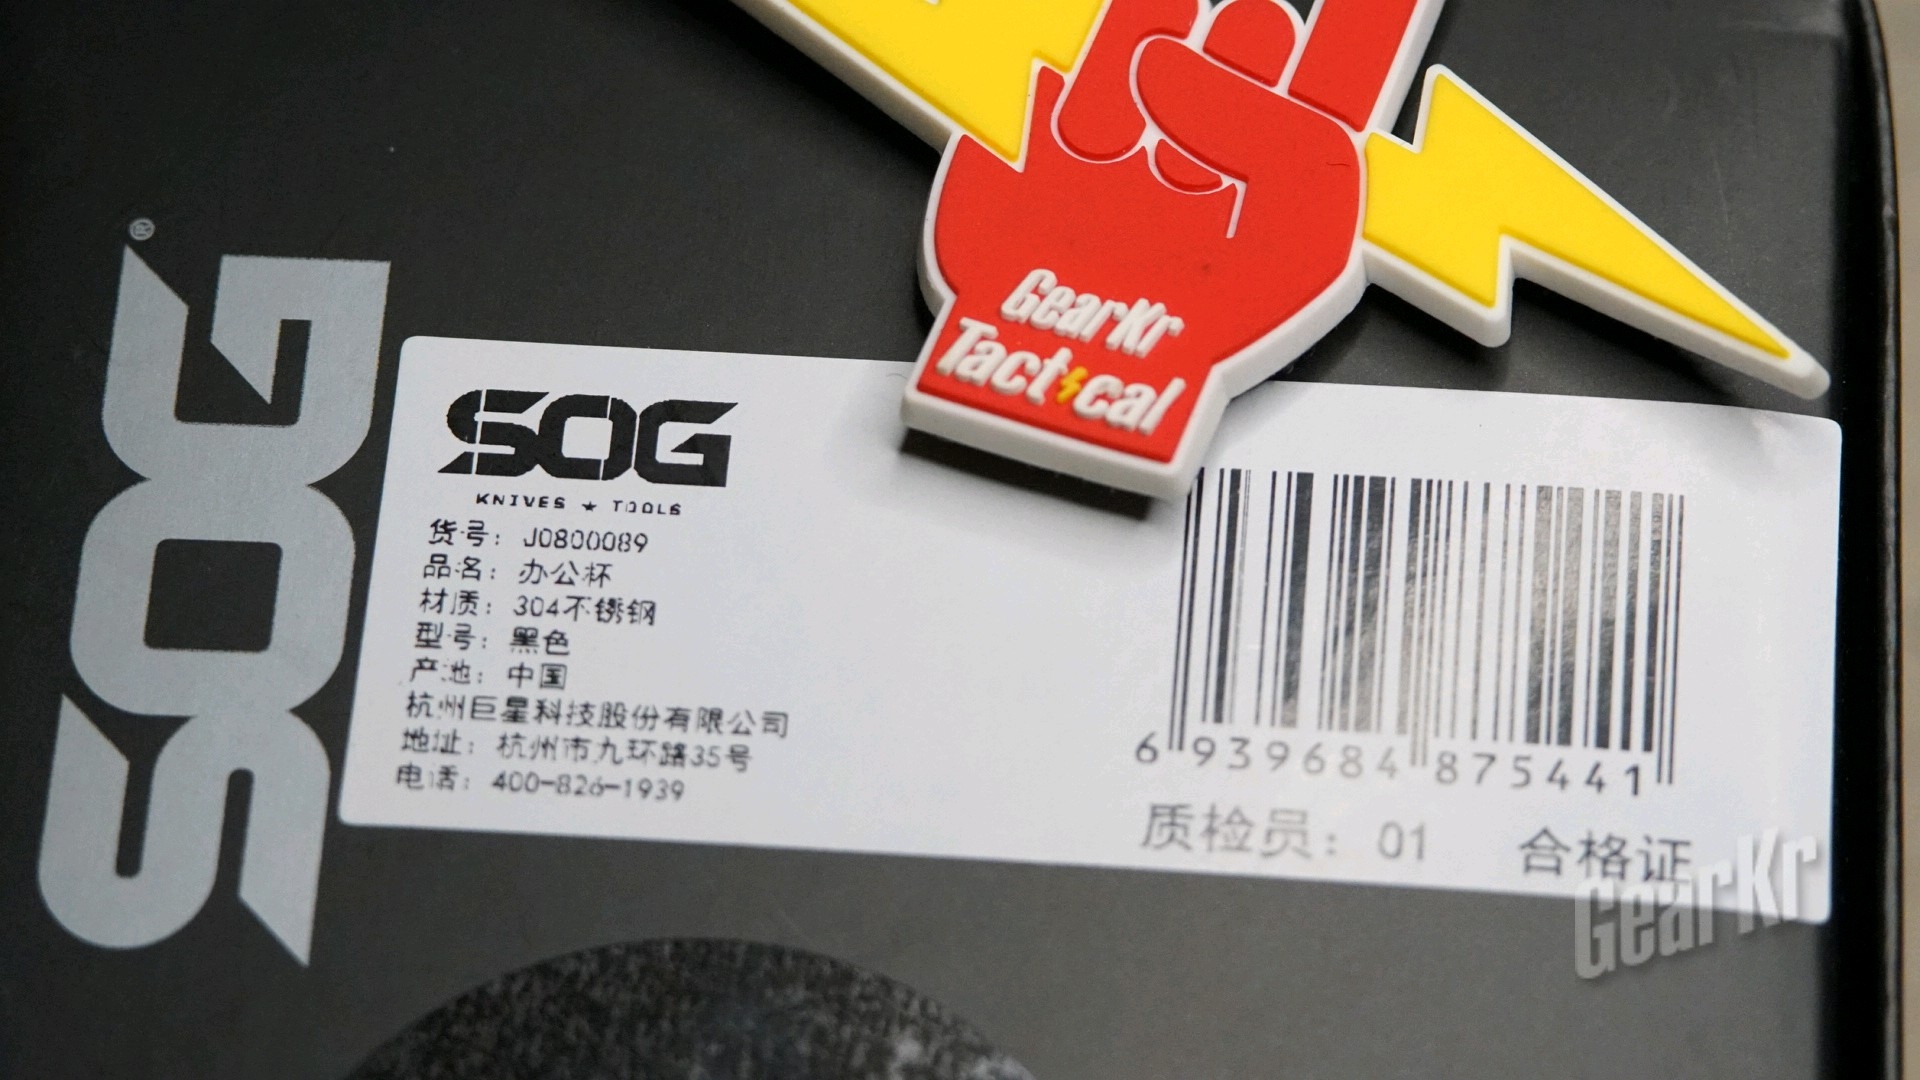 SOG®
GearKr
Tactical
SOG
KNIVES ★ TOOLS
货号：J0800089
品名：办公杯
材质：304不锈钢
型号：黑色
产地：中国
杭州巨星科技股份有限公司
地址：杭州市九环路35号
电话：400-826-1939
6 939684 875441
质检员：01 合格证
GearKr